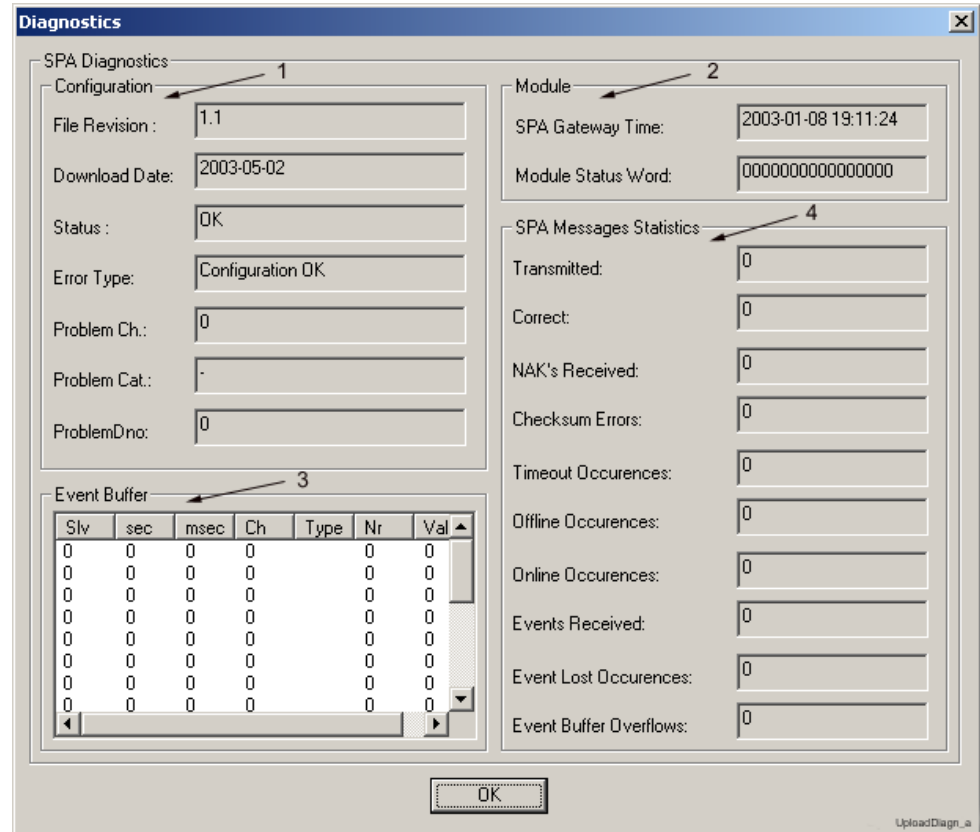 Diagnostics
SPA Diagnostics
Configuration
1
File Revision :
1.1
Download Date:
2003-05-02
Status :
OK
Error Type:
Configuration OK
Problem Ch.:
0
Problem Cat.:
-
ProblemDno:
0
Module
2
SPA Gateway Time:
2003-01-08 19:11:24
Module Status Word:
0000000000000000
Event Buffer
3
Slv sec msec Ch Type Nr Val
0 0 0 0 0 0
0 0 0 0 0 0
0 0 0 0 0 0
0 0 0 0 0 0
0 0 0 0 0 0
0 0 0 0 0 0
0 0 0 0 0 0
0 0 0 0 0 0
SPA Messages Statistics
4
Transmitted:
0
Correct:
0
NAK's Received:
0
Checksum Errors:
0
Timeout Occurences:
0
Offline Occurences:
0
Online Occurences:
0
Events Received:
0
Event Lost Occurences:
0
Event Buffer Overflows:
0
OK
UploadDiagn_a